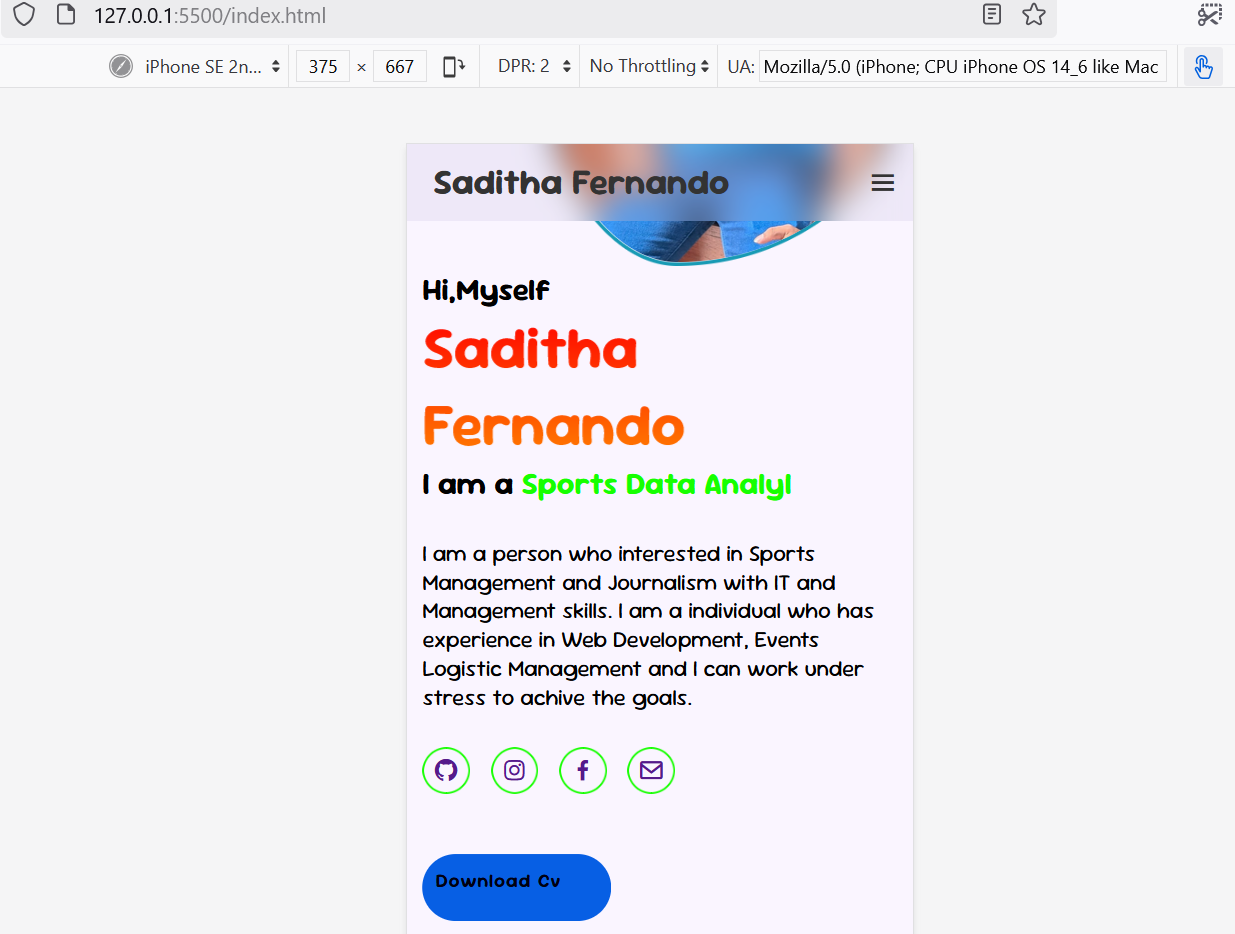 127.0.0.1:5500/index.html
iPhone SE 2n... 375 × 667 DPR: 2 No Throttling UA: Mozilla/5.0 (iPhone; CPU iPhone OS 14_6 like Mac
Saditha Fernando
Hi,Myself
Saditha
Fernando
I am a Sports Data Analy|
I am a person who interested in Sports
Management and Journalism with IT and
Management skills. I am a individual who has
experience in Web Development, Events
Logistic Management and I can work under
stress to achive the goals.
Download Cv